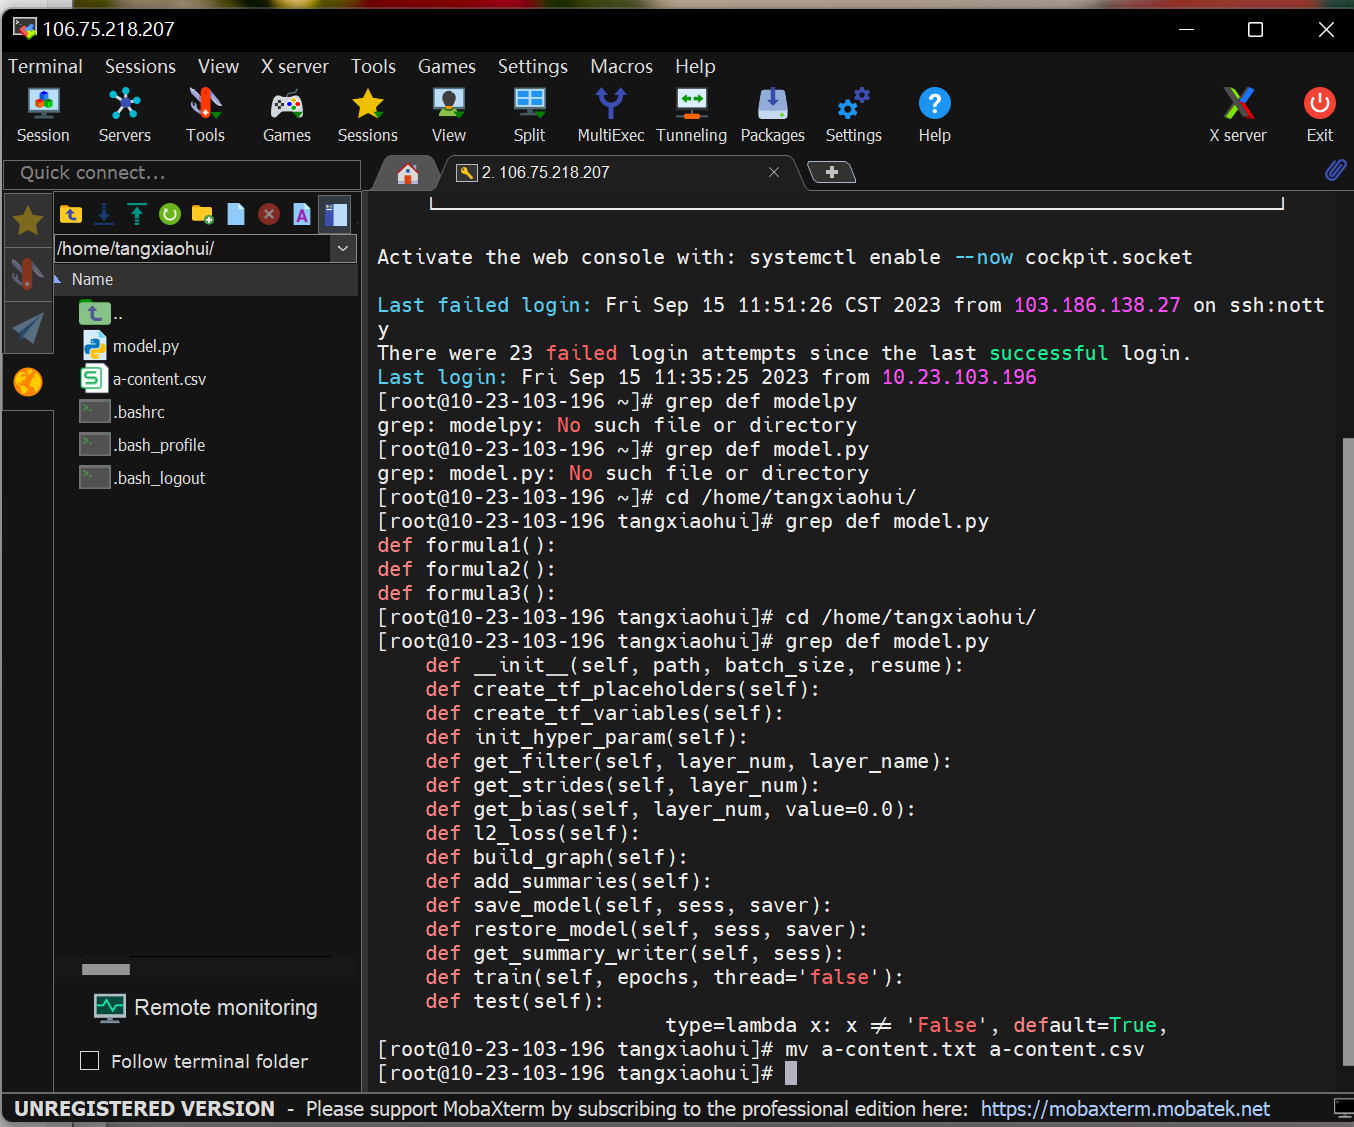 106.75.218.207
Terminal Sessions View X server Tools Games Settings Macros Help
Session Servers Tools Games Sessions View Split MultiExec Tunneling Packages Settings Help X server Exit
Quick connect...
2. 106.75.218.207
/home/tangxiaohui/
Name
..
model.py
a-content.csv
.bashrc
.bash_profile
.bash_logout
Remote monitoring
Follow terminal folder
Activate the web console with: systemctl enable --now cockpit.socket
Last failed login: Fri Sep 15 11:51:26 CST 2023 from 103.186.138.27 on ssh:nott
y
There were 23 failed login attempts since the last successful login.
Last login: Fri Sep 15 11:35:25 2023 from 10.23.103.196
[root@10-23-103-196 ~]# grep def modelpy
grep: modelpy: No such file or directory
[root@10-23-103-196 ~]# grep def model.py
grep: model.py: No such file or directory
[root@10-23-103-196 ~]# cd /home/tangxiaohui/
[root@10-23-103-196 tangxiaohui]# grep def model.py
def formula1():
def formula2():
def formula3():
[root@10-23-103-196 tangxiaohui]# cd /home/tangxiaohui/
[root@10-23-103-196 tangxiaohui]# grep def model.py
def __init__(self, path, batch_size, resume):
def create_tf_placeholders(self):
def create_tf_variables(self):
def init_hyper_param(self):
def get_filter(self, layer_num, layer_name):
def get_strides(self, layer_num):
def get_bias(self, layer_num, value=0.0):
def l2_loss(self):
def build_graph(self):
def add_summaries(self):
def save_model(self, sess, saver):
def restore_model(self, sess, saver):
def get_summary_writer(self, sess):
def train(self, epochs, thread='false'):
def test(self):
type=lambda x: x ≠ 'False', default=True,
[root@10-23-103-196 tangxiaohui]# mv a-content.txt a-content.csv
[root@10-23-103-196 tangxiaohui]#
UNREGISTERED VERSION - Please support MobaXterm by subscribing to the professional edition here: https://mobaxterm.mobatek.net